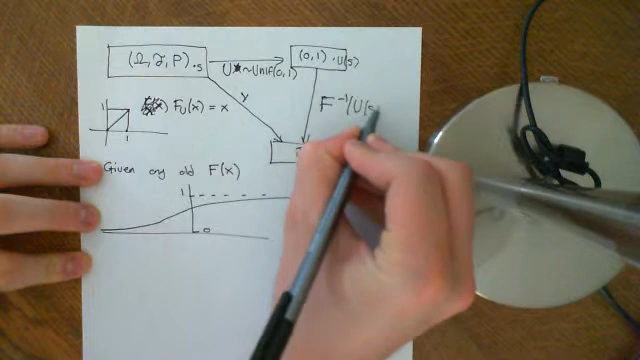 (Ω, 𝓕, P) .s
(0,1) . U(s)
U ~ Unif(0,1)
Y
F⁻¹(U(s
1
F_U(x) = x
1
Given any old F(x)
1
0